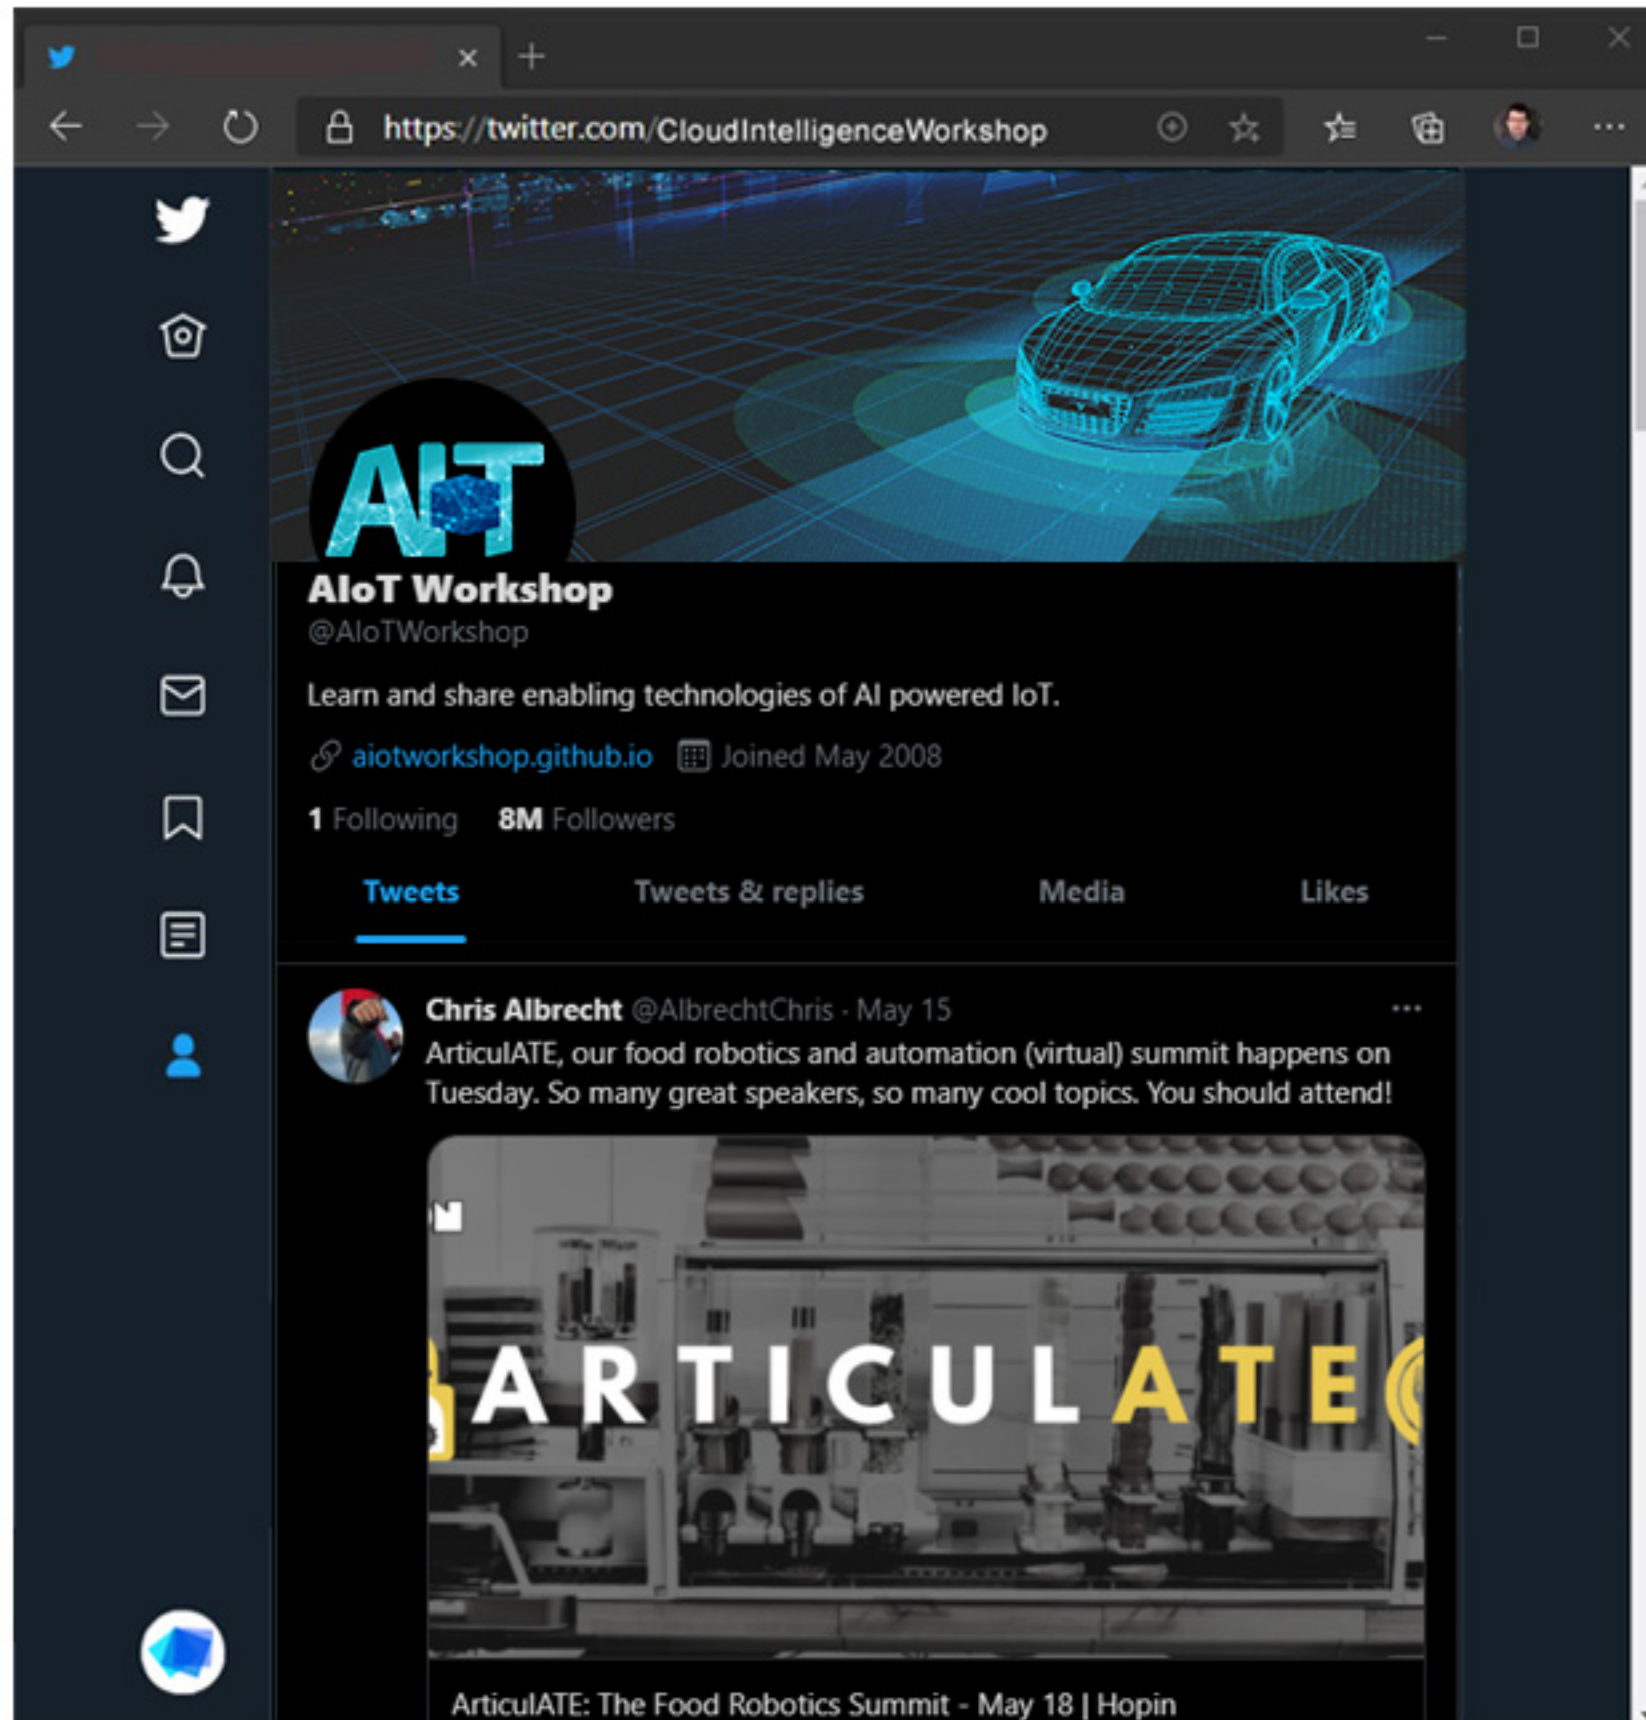 https://twitter.com/CloudIntelligenceWorkshop
AIoT
AIoT Workshop
@AIoTWorkshop
Learn and share enabling technologies of AI powered IoT.
aiotworkshop.github.io Joined May 2008
1 Following 8M Followers
Tweets Tweets & replies Media Likes
Chris Albrecht @AlbrechtChris · May 15
ArticulATE, our food robotics and automation (virtual) summit happens on
Tuesday. So many great speakers, so many cool topics. You should attend!
ARTICULATE
ArticulATE: The Food Robotics Summit - May 18 | Hopin